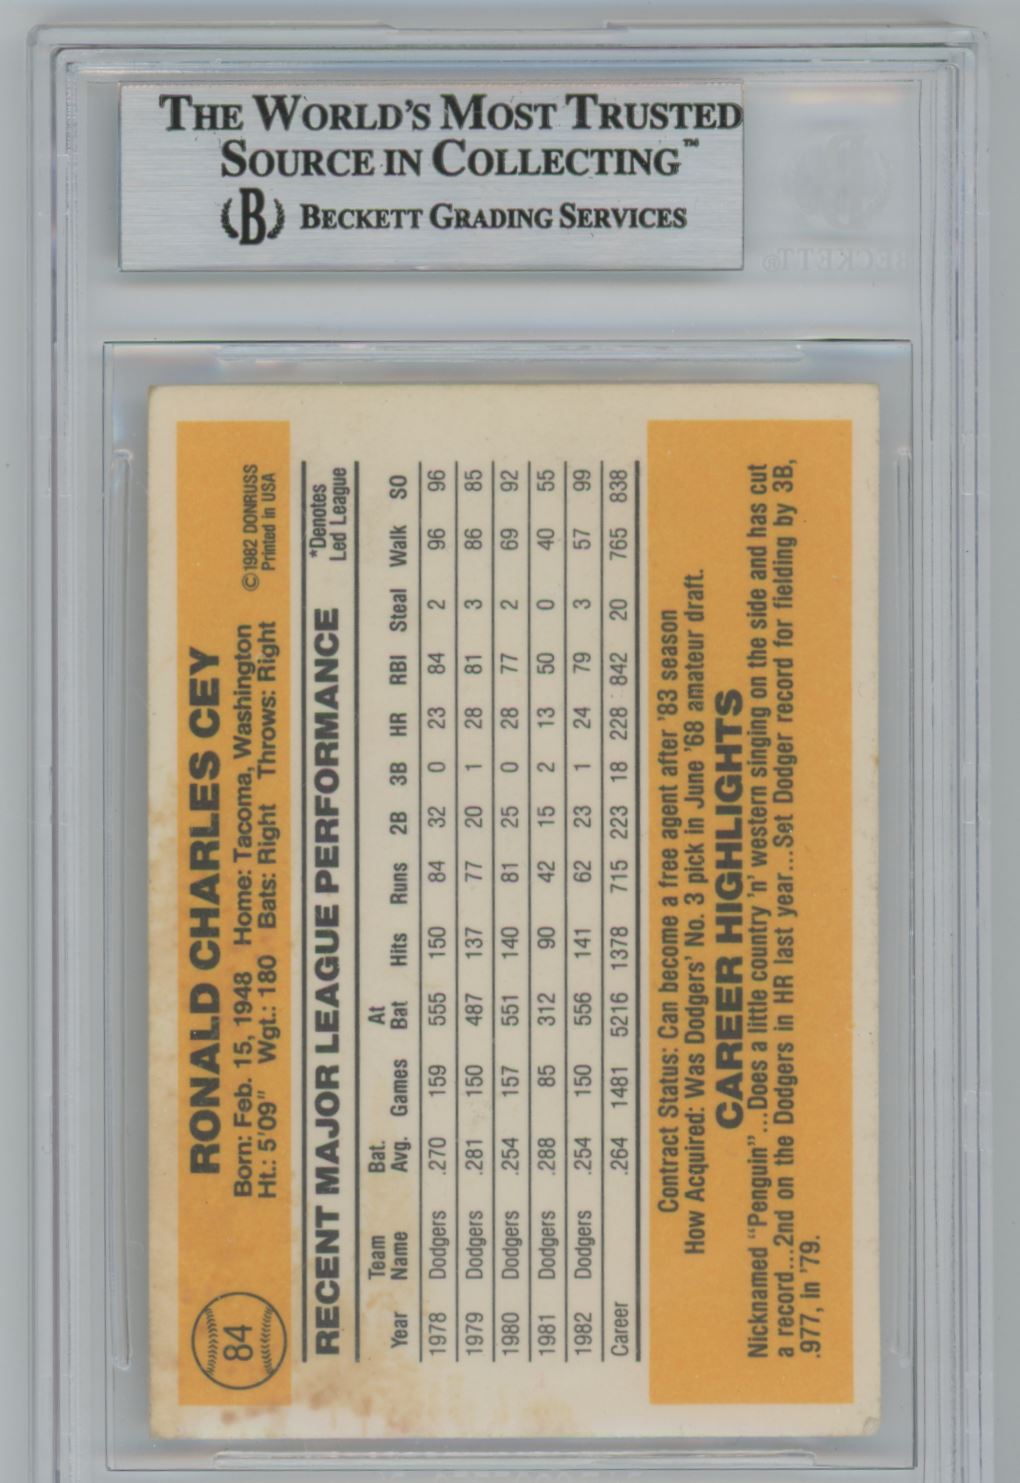 THE WORLD'S MOST TRUSTED
SOURCE IN COLLECTING™
B BECKETT GRADING SERVICES
BECKETT®
84
RONALD CHARLES CEY
Born: Feb. 15, 1948 Home: Tacoma, Washington ©1982 DONRUSS
Ht.: 5'09" Wgt.: 180 Bats: Right Throws: Right Printed in USA
RECENT MAJOR LEAGUE PERFORMANCE *Denotes Led League
Year Team Name Bat. Avg. Games At Bat Hits Runs 2B 3B HR RBI Steal Walk SO
1978 Dodgers .270 159 555 150 84 32 0 23 84 2 96 96
1979 Dodgers .281 150 487 137 77 20 1 28 81 3 86 85
1980 Dodgers .254 157 551 140 81 25 0 28 77 2 69 92
1981 Dodgers .288 85 312 90 42 15 2 13 50 0 40 55
1982 Dodgers .254 150 556 141 62 23 1 24 79 3 57 99
Career .264 1481 5216 1378 715 223 18 228 842 20 765 838
Contract Status: Can become a free agent after '83 season
How Acquired: Was Dodgers' No. 3 pick in June '68 amateur draft.
CAREER HIGHLIGHTS
Nicknamed "Penguin"...Does a little country 'n' western singing on the side and has cut
a record...2nd on the Dodgers in HR last year...Set Dodger record for fielding by 3B,
.977, in '79.